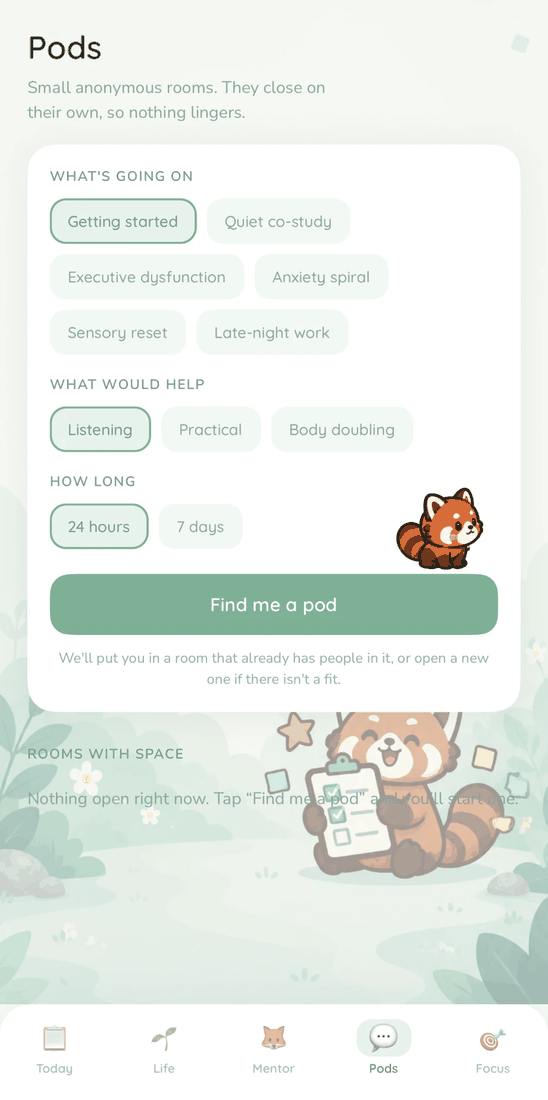 Pods
Small anonymous rooms. They close on
their own, so nothing lingers.
WHAT'S GOING ON
Getting started
Quiet co-study
Executive dysfunction
Anxiety spiral
Sensory reset
Late-night work
WHAT WOULD HELP
Listening
Practical
Body doubling
HOW LONG
24 hours
7 days
Find me a pod
We'll put you in a room that already has people in it, or open a new
one if there isn't a fit.
ROOMS WITH SPACE
Nothing open right now. Tap “Find me a pod” and you'll start one.
Today
Life
Mentor
Pods
Focus